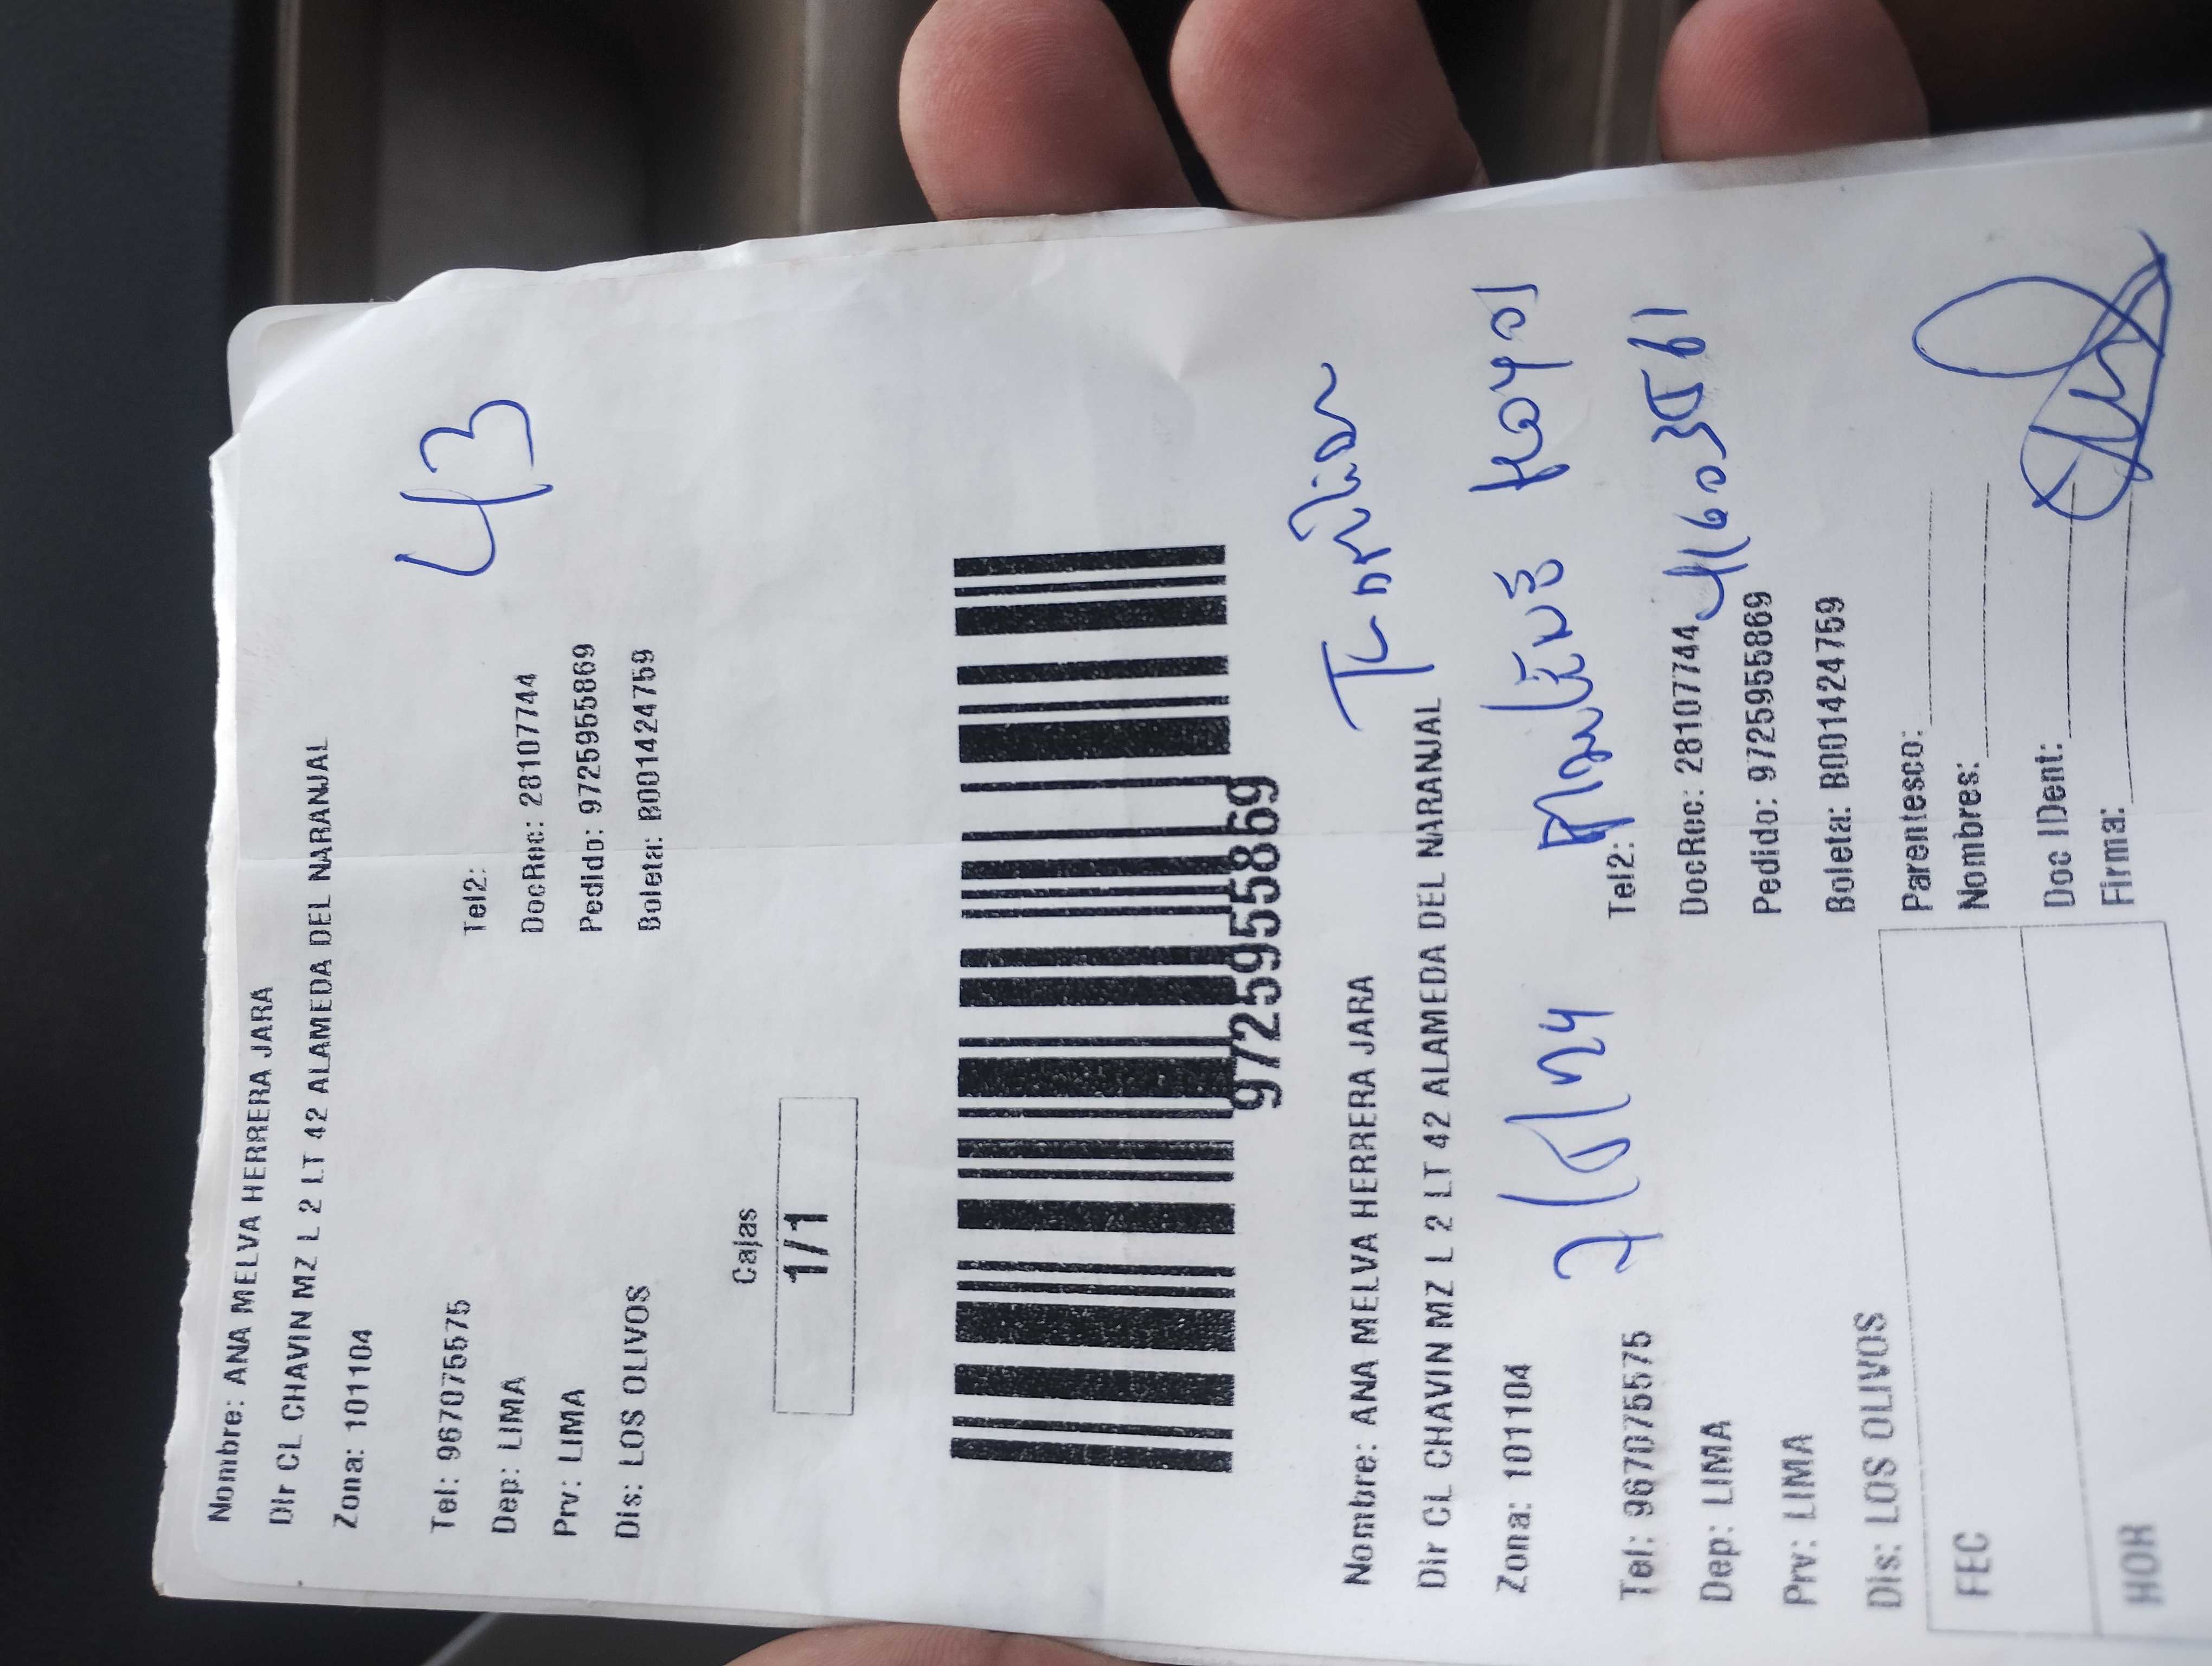 Nombre: ANA MELVA HERRERA JARA
Dir CL CHAVIN MZ L 2 LT 42 ALAMEDA DEL NARANJAL
Zona: 101104
43
Tel: 967075575 Tel2:
Dep: LIMA DocRec: 28107744
Prv: LIMA Pedido: 9725955869
Dis: LOS OLIVOS Boleta: B001424759
Cajas
1/1
9725955869
Nombre: ANA MELVA HERRERA JARA
Dir CL CHAVIN MZ L 2 LT 42 ALAMEDA DEL NARANJAL
Zona: 101104
Tel: 967075575 Tel2:
Dep: LIMA DocRec: 28107744
Prv: LIMA Pedido: 9725955869
Dis: LOS OLIVOS Boleta: B001424759
FEC Parentesco:
Nombres:
HOR Doc IDent:
Firma: